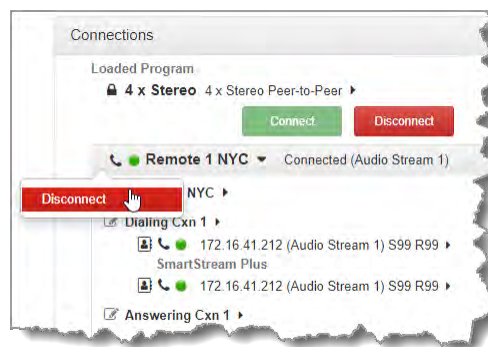 Connections
Loaded Program
4 x Stereo 4 x Stereo Peer-to-Peer
Connect Disconnect
Remote 1 NYC Connected (Audio Stream 1)
Disconnect NYC
Dialing Cxn 1
172.16.41.212 (Audio Stream 1) S99 R99
SmartStream Plus
172.16.41.212 (Audio Stream 1) S99 R99
Answering Cxn 1